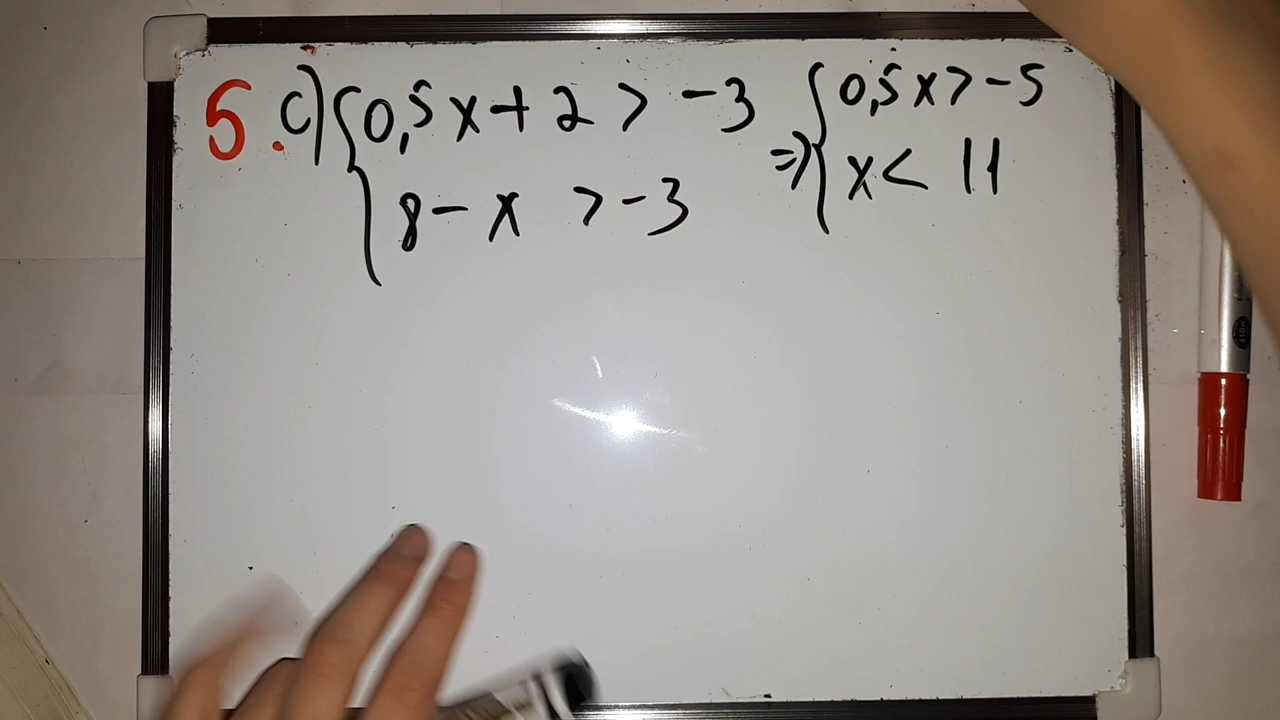 5. c) { 0,5x + 2 > -3 => { 0,5x > -5
8 - x > -3 x < 11